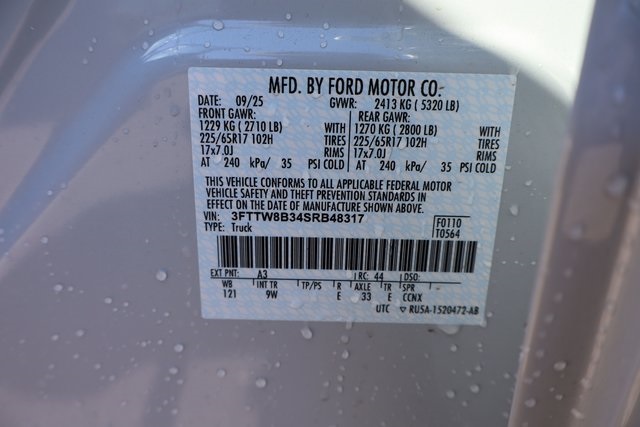 MFD. BY FORD MOTOR CO.
DATE: 09/25 GVWR: 2413 KG ( 5320 LB)
FRONT GAWR: REAR GAWR:
1229 KG ( 2710 LB) WITH 1270 KG ( 2800 LB) WITH
225/65R17 102H TIRES 225/65R17 102H TIRES
17x7.0J RIMS 17x7.0J RIMS
AT 240 kPa/ 35 PSI COLD AT 240 kPa/ 35 PSI COLD
THIS VEHICLE CONFORMS TO ALL APPLICABLE FEDERAL MOTOR
VEHICLE SAFETY AND THEFT PREVENTION STANDARDS IN
EFFECT ON THE DATE OF MANUFACTURE SHOWN ABOVE.
VIN: 3FTTW8B34SRB48317 F0110
TYPE: Truck T0564
EXT PNT: A3 RC: 44 DSO:
WB INT TR TP/PS R AXLE TR SPR
121 9W E 33 E CCNX
UTC ▽ RU5A-1520472-AB